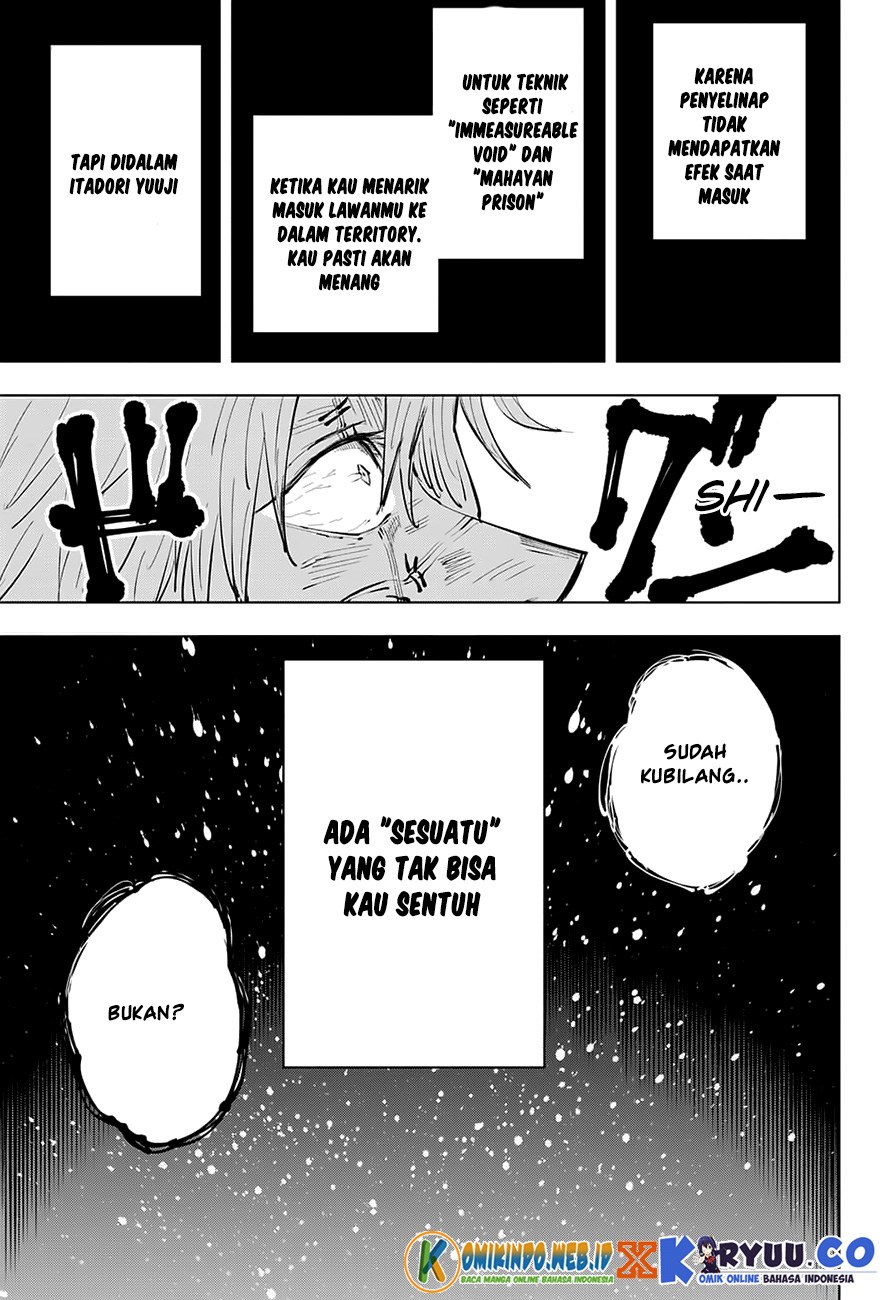 KARENA
PENYELINAP
TIDAK
MENDAPATKAN
EFEK SAAT
MASUK
UNTUK TEKNIK
SEPERTI
"IMMEASUREABLE
VOID" DAN
"MAHAYAN
PRISON"
KETIKA KAU MENARIK
MASUK LAWANMU KE
DALAM TERRITORY.
KAU PASTI AKAN
MENANG
TAPI DIDALAM
ITADORI YUUJI
SHI—
SUDAH
KUBILANG..
ADA "SESUATU"
YANG TAK BISA
KAU SENTUH
BUKAN?
KOMIKINDO.WEB.ID X KIRYUU.CO
BACA MANGA ONLINE BAHASA INDONESIA
OMIK ONLINE BAHASA INDONESIA